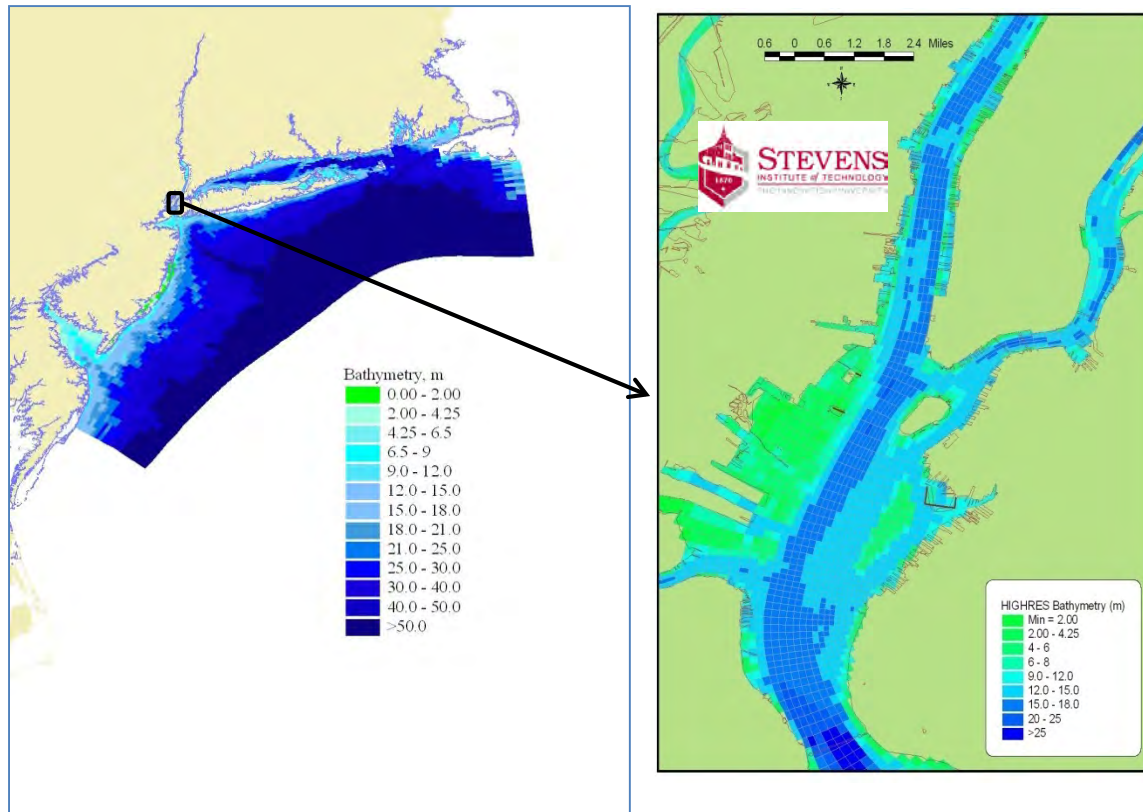 Bathymetry, m
0.00 - 2.00
2.00 - 4.25
4.25 - 6.5
6.5 - 9
9.0 - 12.0
12.0 - 15.0
15.0 - 18.0
18.0 - 21.0
21.0 - 25.0
25.0 - 30.0
30.0 - 40.0
40.0 - 50.0
>50.0
0.6 0 0.6 1.2 1.8 2.4 Miles
STEVENS
INSTITUTE of TECHNOLOGY
1870
HIGHRES Bathymetry (m)
Min = 2.00
2.00 - 4.25
4 - 6
6 - 8
9.0 - 12.0
12.0 - 15.0
15.0 - 18.0
20 - 25
>25